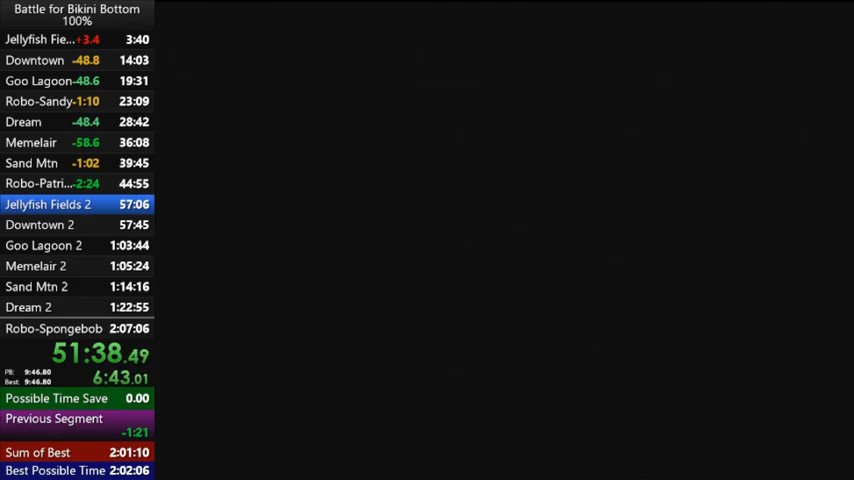 Battle for Bikini Bottom
100%
Jellyfish Fie...+3.4 3:40
Downtown -48.8 14:03
Goo Lagoon-48.6 19:31
Robo-Sandy-1:10 23:09
Dream -48.4 28:42
Memelair -58.6 36:08
Sand Mtn -1:02 39:45
Robo-Patri...-2:24 44:55
Jellyfish Fields 2 57:06
Downtown 2 57:45
Goo Lagoon 2 1:03:44
Memelair 2 1:05:24
Sand Mtn 2 1:14:16
Dream 2 1:22:55
Robo-Spongebob 2:07:06
51:38.49
PB: 9:46.80
Best: 9:46.80 6:43.01
Possible Time Save 0.00
Previous Segment
-1:21
Sum of Best 2:01:10
Best Possible Time 2:02:06